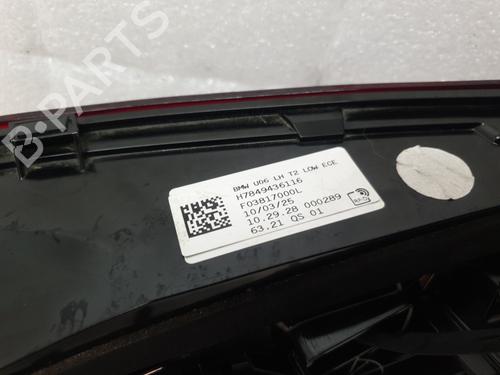 B-PARTS
BMW U06 LH T2 LOW ECE
H7849436116
F03817000L
10/03/25
10.29.28 000289
63.21 QS 01
RFID